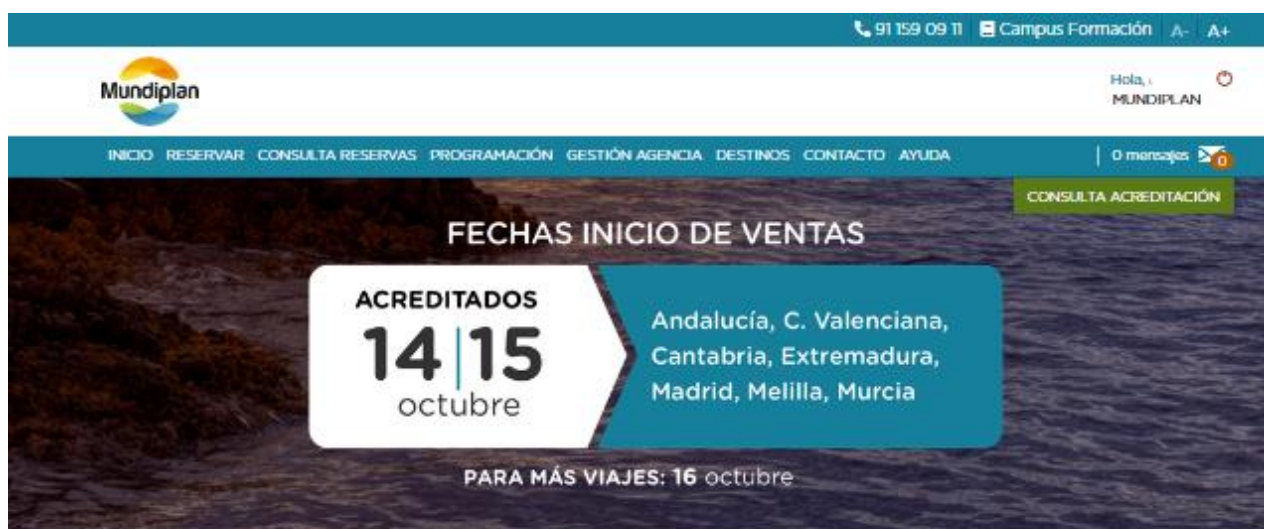 91 159 09 11 Campus Formación A- A+
Mundiplan
Hola,
MUNDIPLAN
INICIO RESERVAR CONSULTA RESERVAS PROGRAMACIÓN GESTIÓN AGENCIA DESTINOS CONTACTO AYUDA | 0 mensajes 0
CONSULTA ACREDITACIÓN
FECHAS INICIO DE VENTAS
ACREDITADOS
14|15
octubre
Andalucía, C. Valenciana,
Cantabria, Extremadura,
Madrid, Melilla, Murcia
PARA MÁS VIAJES: 16 octubre